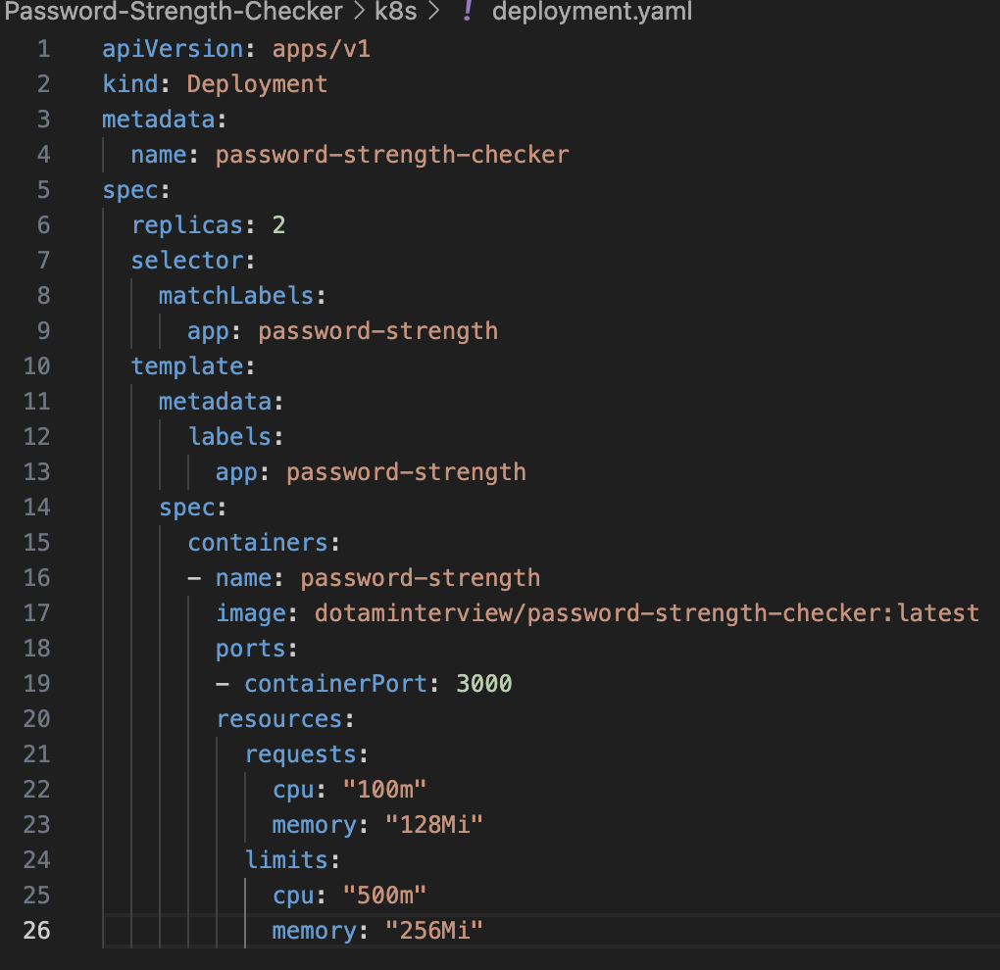 Password-Strength-Checker > k8s > ! deployment.yaml
1 apiVersion: apps/v1
2 kind: Deployment
3 metadata:
4   name: password-strength-checker
5 spec:
6   replicas: 2
7   selector:
8     matchLabels:
9       app: password-strength
10   template:
11     metadata:
12       labels:
13         app: password-strength
14     spec:
15       containers:
16       - name: password-strength
17         image: dotaminterview/password-strength-checker:latest
18         ports:
19         - containerPort: 3000
20         resources:
21           requests:
22             cpu: "100m"
23             memory: "128Mi"
24           limits:
25             cpu: "500m"
26             memory: "256Mi"